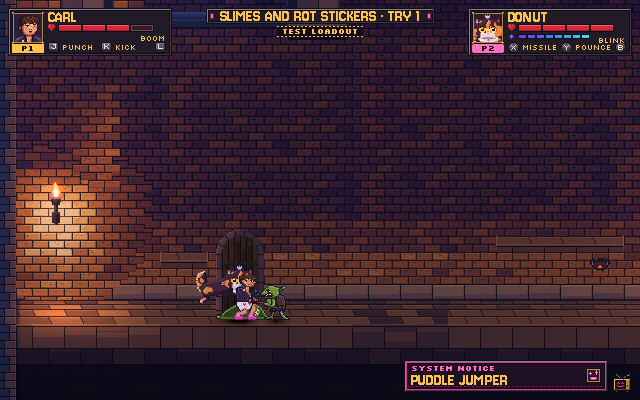 CARL
P1
J PUNCH K KICK
BOOM
L
SLIMES AND ROT STICKERS · TRY 1
TEST LOADOUT
DONUT
P2
BLINK
X MISSILE Y POUNCE B
SYSTEM NOTICE
PUDDLE JUMPER